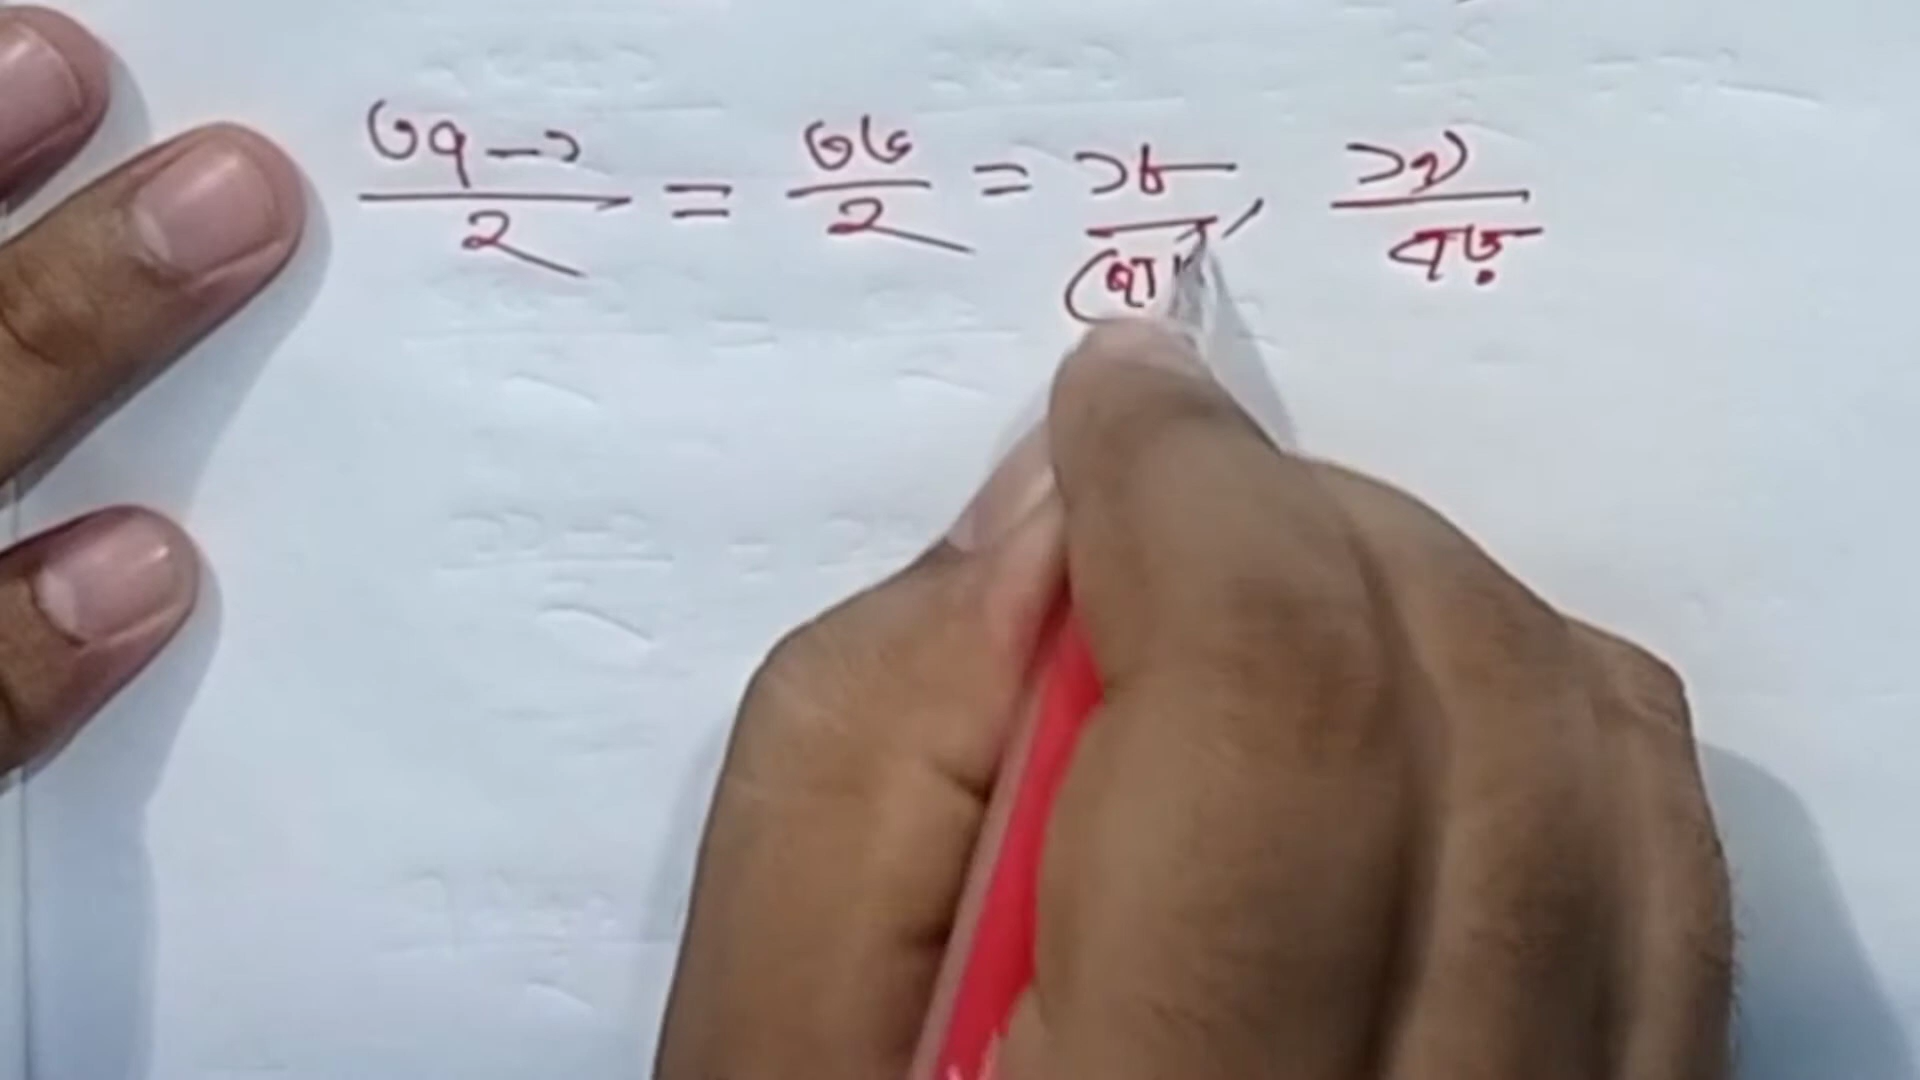 ৩৭-১ ৩৬ ১৮ ১৯
২ = ২ = , বড়